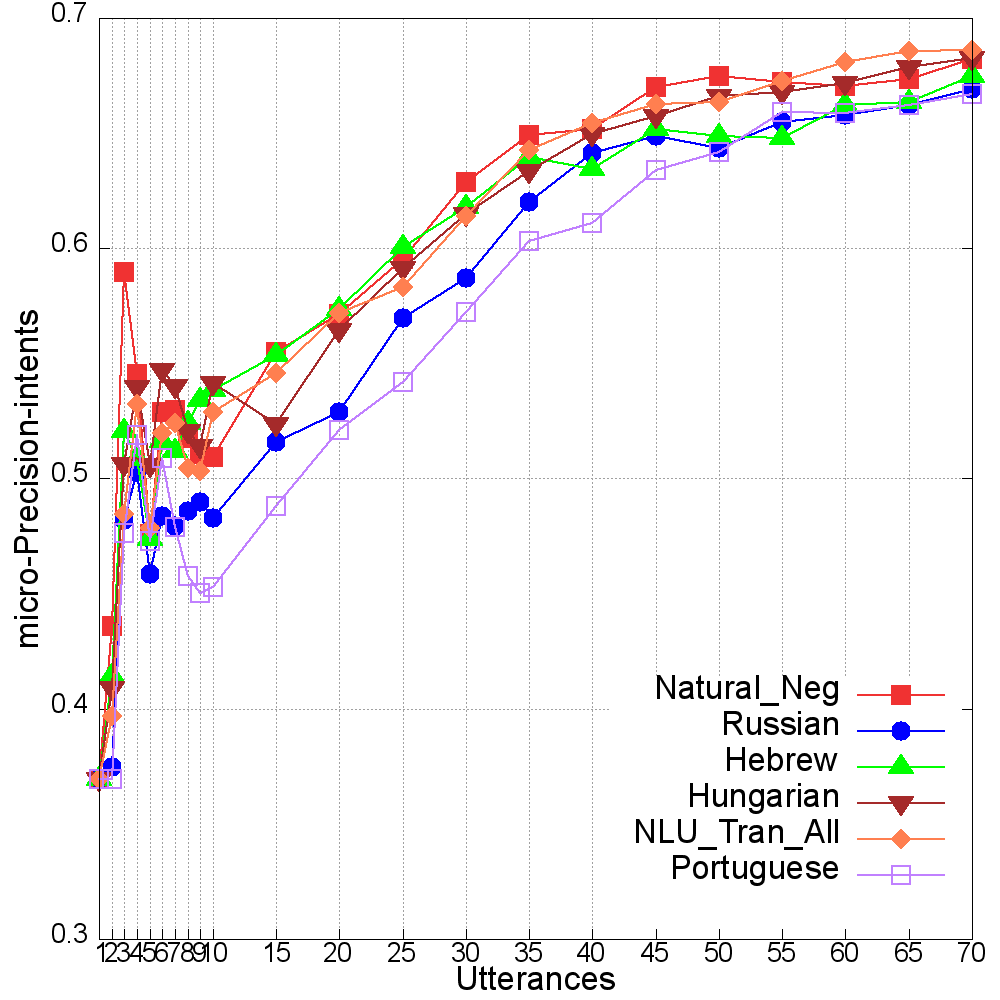 0.7
0.6
0.5
0.4
0.3
micro-Precision-intents
Natural_Neg
Russian
Hebrew
Hungarian
NLU_Tran_All
Portuguese
1 2 3 4 5 6 7 8 9 10 15 20 25 30 35 40 45 50 55 60 65 70
Utterances